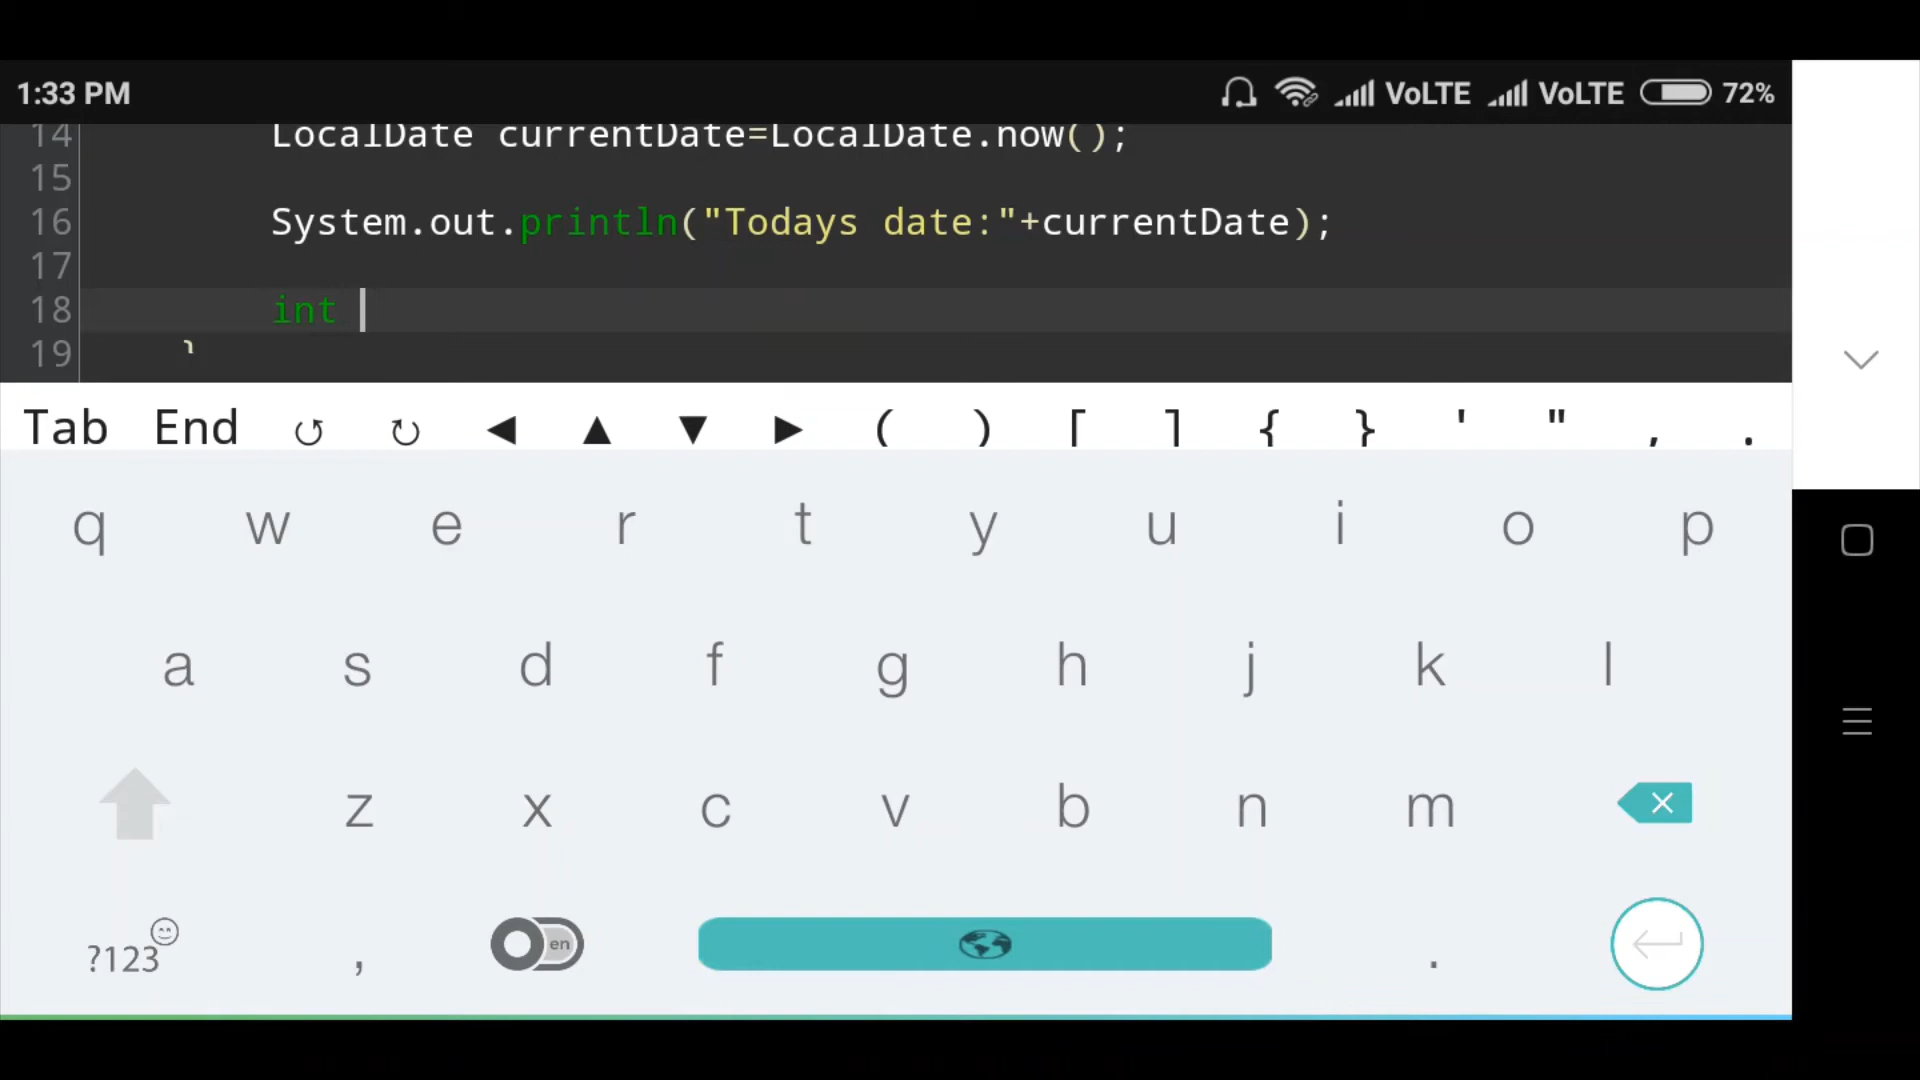 1:33 PM VoLTE VoLTE 72%
14 LocalDate currentDate=LocalDate.now();
15
16 System.out.println("Todays date:"+currentDate);
17
18 int
19 }
Tab End ↺ ↻ ◀ ▲ ▼ ▶ ( ) [ ] { } ' " , .
q w e r t y u i o p
a s d f g h j k l
z x c v b n m
?123 , en .